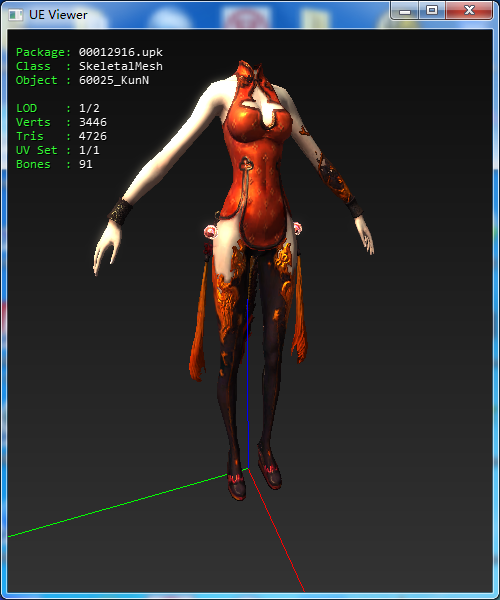 UE Viewer
Package: 00012916.upk
Class : SkeletalMesh
Object : 60025_KunN
LOD : 1/2
Verts : 3446
Tris : 4726
UV Set : 1/1
Bones : 91